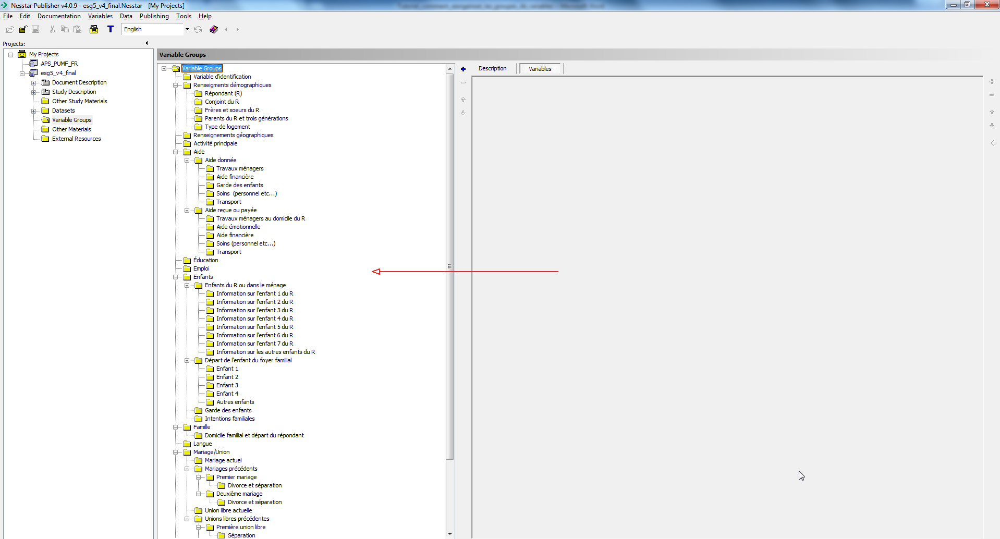 Nesstar Publisher v4.0.9 - esg5_v4_final.Nesstar - [My Projects]
File Edit Documentation Variables Data Publishing Tools Help
T English
Projects:
My Projects
APS_PUMF_FR
esg5_v4_final
Document Description
Study Description
Other Study Materials
Datasets
Variable Groups
Other Materials
External Resources
Variable Groups
Variable Groups
Variable d'identification
Renseigments démographiques
Répondant (R)
Conjoint du R
Frères et soeurs du R
Parents du R et trois générations
Type de logement
Renseignements géographiques
Activité principale
Aide
Aide donnée
Travaux ménagers
Aide financière
Garde des enfants
Soins  (personnel etc...)
Transport
Aide reçue ou payée
Travaux ménagers au domicile du R
Aide émotionnelle
Aide financière
Soins (personnel etc...)
Transport
Éducation
Emploi
Enfants
Enfants du R ou dans le ménage
Information sur l'enfant 1 du R
Information sur l'enfant 2 du R
Information sur l'enfant 3 du R
Information sur l'enfant 4 du R
Information sur l'enfant 5 du R
Information sur l'enfant 6 du R
Information sur l'enfant 7 du R
Information sur les autres enfants du R
Départ de l'enfant du foyer familial
Enfant 1
Enfant 2
Enfant 3
Enfant 4
Autres enfants
Garde des enfants
Intentions familiales
Famille
Domicile familial et départ du répondant
Langue
Mariage/Union
Mariage actuel
Mariages précédents
Premier mariage
Divorce et séparation
Deuxième mariage
Divorce et séparation
Union libre actuelle
Unions libres précédentes
Première union libre
Séparation
Description Variables